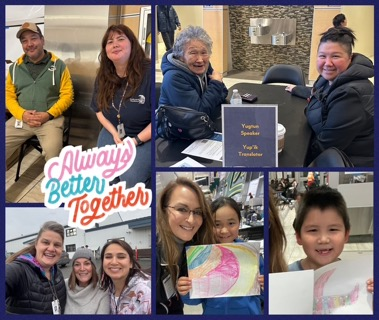 Always
Better
Together
Yugtun
Speaker
Yup'ik
Translator